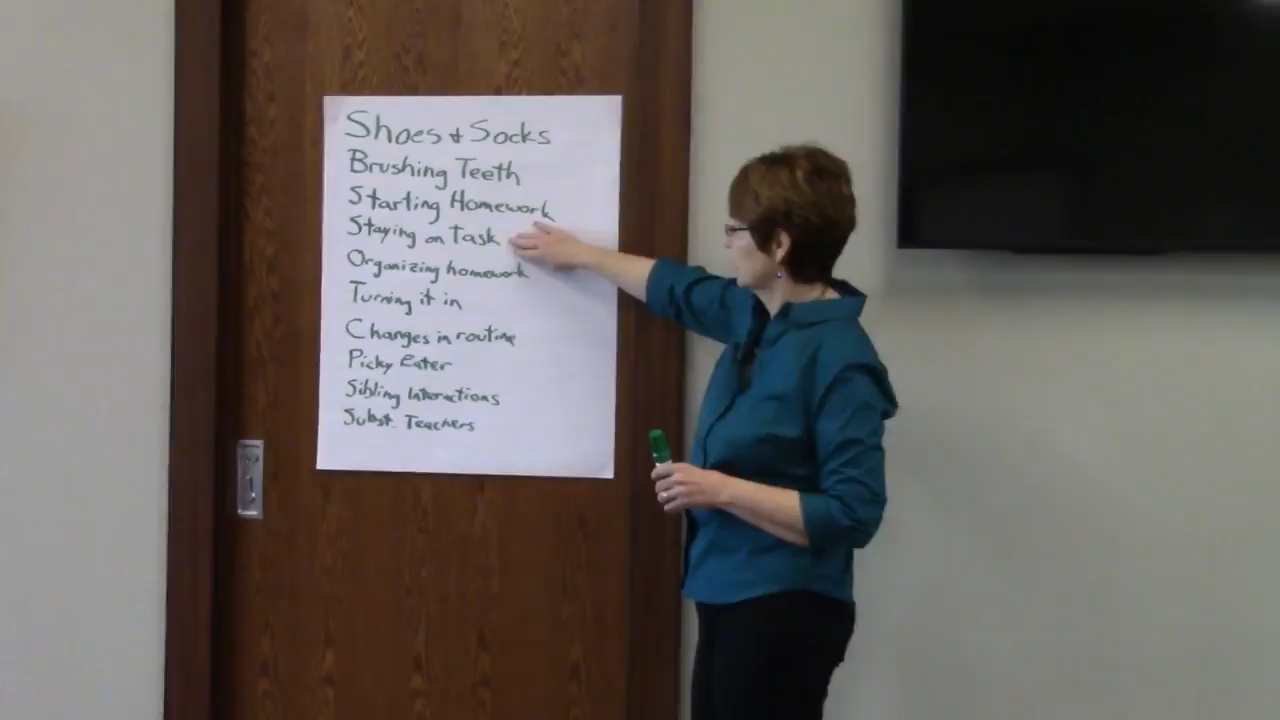 Shoes & Socks
Brushing Teeth
Starting Homework
Staying on Task
Organizing homework
Turning it in
Changes in routine
Picky Eater
Sibling Interactions
Subst. Teachers